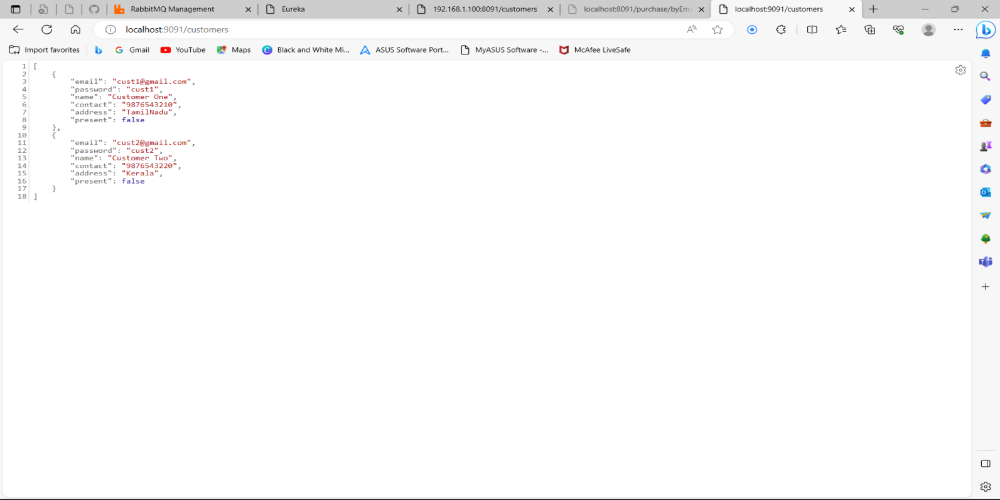 RabbitMQ Management
Eureka
192.168.1.100:8091/customers
localhost:8091/purchase/byEma
localhost:9091/customers
localhost:9091/customers
Import favorites
Gmail
YouTube
Maps
Black and White Mi...
ASUS Software Port...
MyASUS Software -...
McAfee LiveSafe
1 [
2 {
3 "email": "cust1@gmail.com",
4 "password": "cust1",
5 "name": "Customer One",
6 "contact": "9876543210",
7 "address": "TamilNadu",
8 "present": false
9 },
10 {
11 "email": "cust2@gmail.com",
12 "password": "cust2",
13 "name": "Customer Two",
14 "contact": "9876543220",
15 "address": "Kerala",
16 "present": false
17 }
18 ]